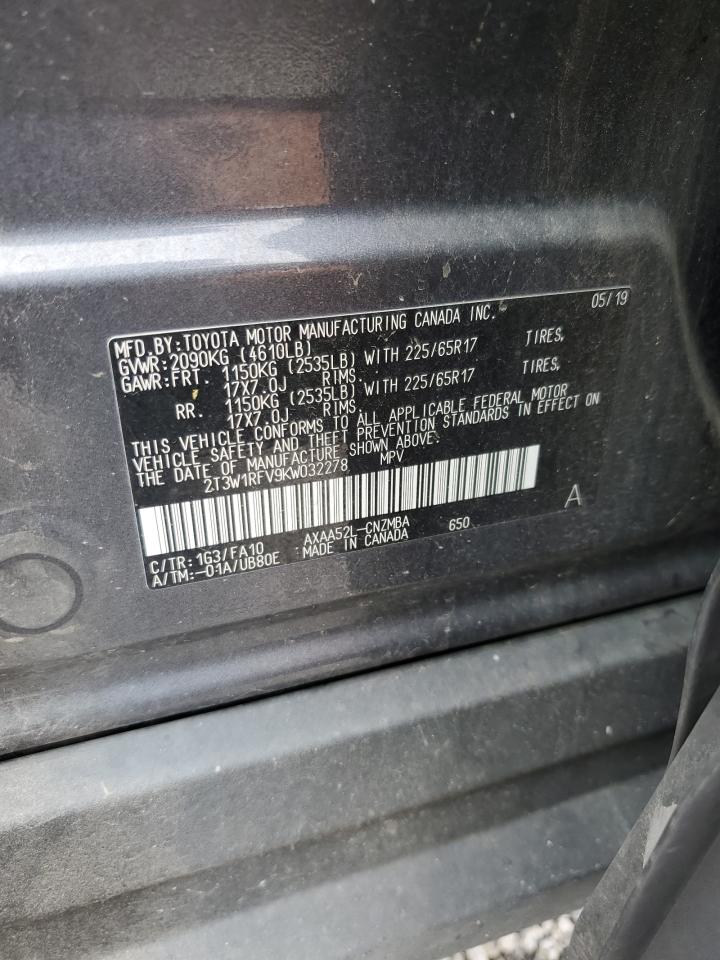 MFD. BY: TOYOTA MOTOR MANUFACTURING CANADA INC. 05/19
GVWR: 2090KG (4610LB)
GAWR: FRT. 1150KG (2535LB) WITH 225/65R17 TIRES,
17X7.0J RIMS.
RR. 1150KG (2535LB) WITH 225/65R17 TIRES,
17X7.0J RIMS.
THIS VEHICLE CONFORMS TO ALL APPLICABLE FEDERAL MOTOR
VEHICLE SAFETY AND THEFT PREVENTION STANDARDS IN EFFECT ON
THE DATE OF MANUFACTURE SHOWN ABOVE.
2T3W1RFV9KW032278 MPV
A
C/TR: 1G3/FA10 AXAA52L-CNZMBA 650
A/TM:-01A/UB80E MADE IN CANADA